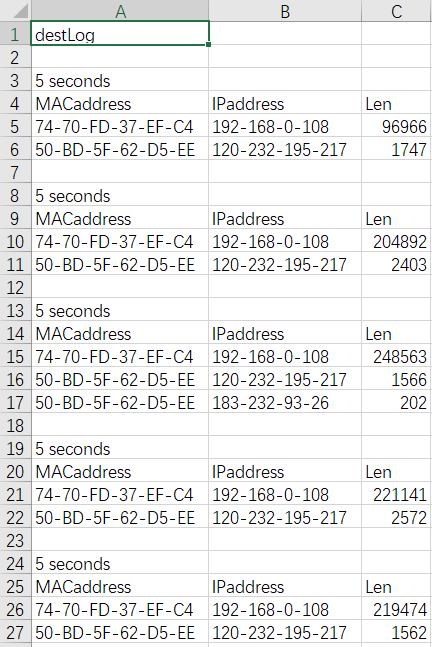 A B C
1 destLog
2
3 5 seconds
4 MACaddress IPaddress Len
5 74-70-FD-37-EF-C4 192-168-0-108 96966
6 50-BD-5F-62-D5-EE 120-232-195-217 1747
7
8 5 seconds
9 MACaddress IPaddress Len
10 74-70-FD-37-EF-C4 192-168-0-108 204892
11 50-BD-5F-62-D5-EE 120-232-195-217 2403
12
13 5 seconds
14 MACaddress IPaddress Len
15 74-70-FD-37-EF-C4 192-168-0-108 248563
16 50-BD-5F-62-D5-EE 120-232-195-217 1566
17 50-BD-5F-62-D5-EE 183-232-93-26 202
18
19 5 seconds
20 MACaddress IPaddress Len
21 74-70-FD-37-EF-C4 192-168-0-108 221141
22 50-BD-5F-62-D5-EE 120-232-195-217 2572
23
24 5 seconds
25 MACaddress IPaddress Len
26 74-70-FD-37-EF-C4 192-168-0-108 219474
27 50-BD-5F-62-D5-EE 120-232-195-217 1562